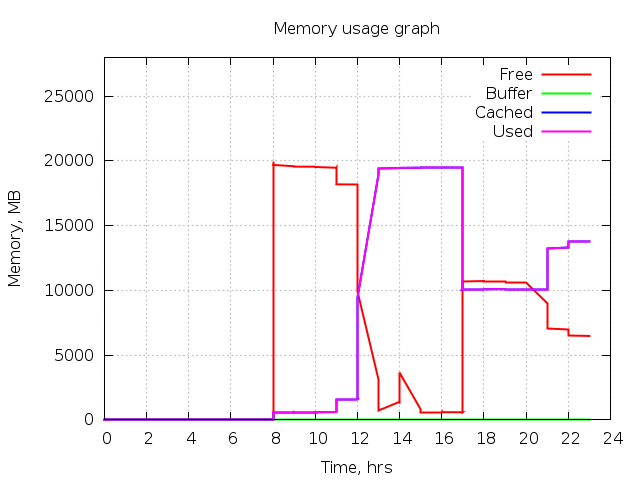 Memory usage graph
Free
Buffer
Cached
Used
25000
20000
15000
10000
5000
0
Memory, MB
0 2 4 6 8 10 12 14 16 18 20 22 24
Time, hrs